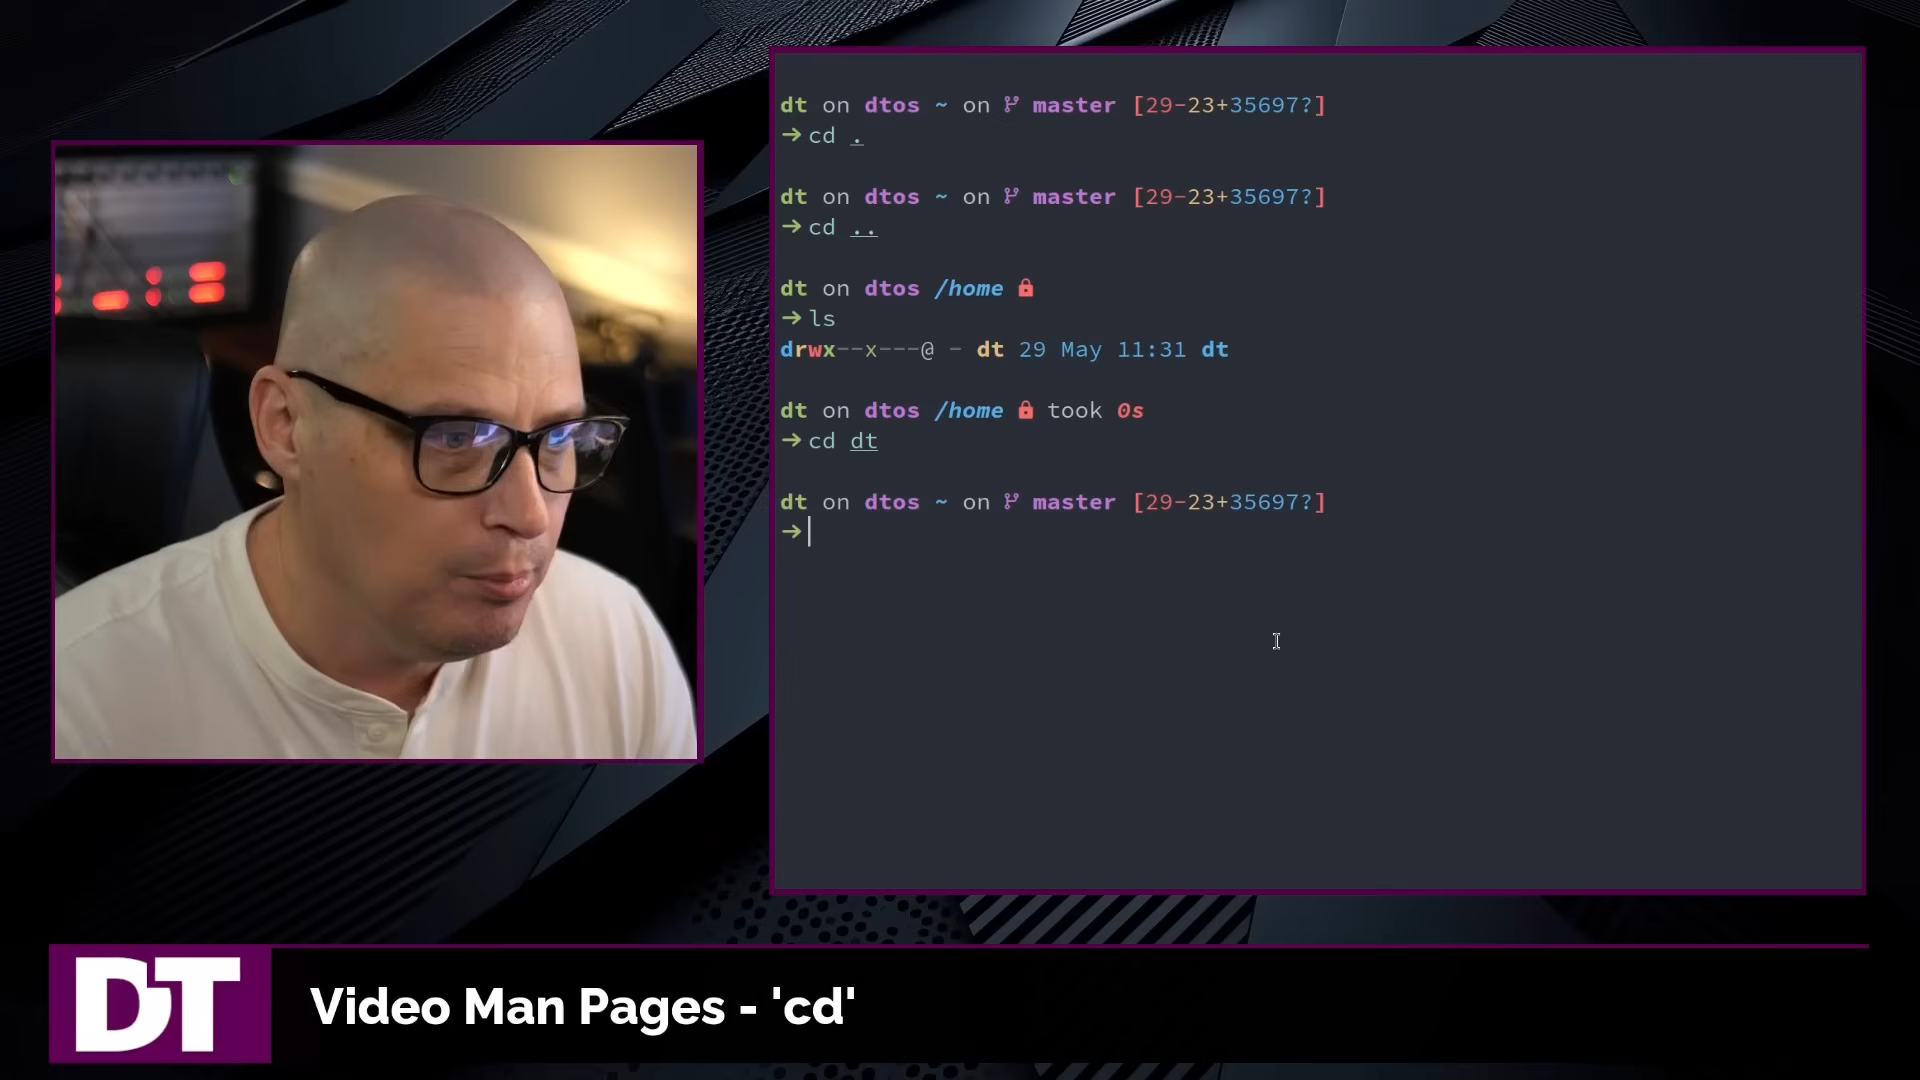 dt on dtos ~ on master [29-23+35697?]
→ cd .
dt on dtos ~ on master [29-23+35697?]
→ cd ..
dt on dtos /home
→ ls
drwx--x---@ - dt 29 May 11:31 dt
dt on dtos /home took 0s
→ cd dt
dt on dtos ~ on master [29-23+35697?]
→
DT
Video Man Pages - 'cd'